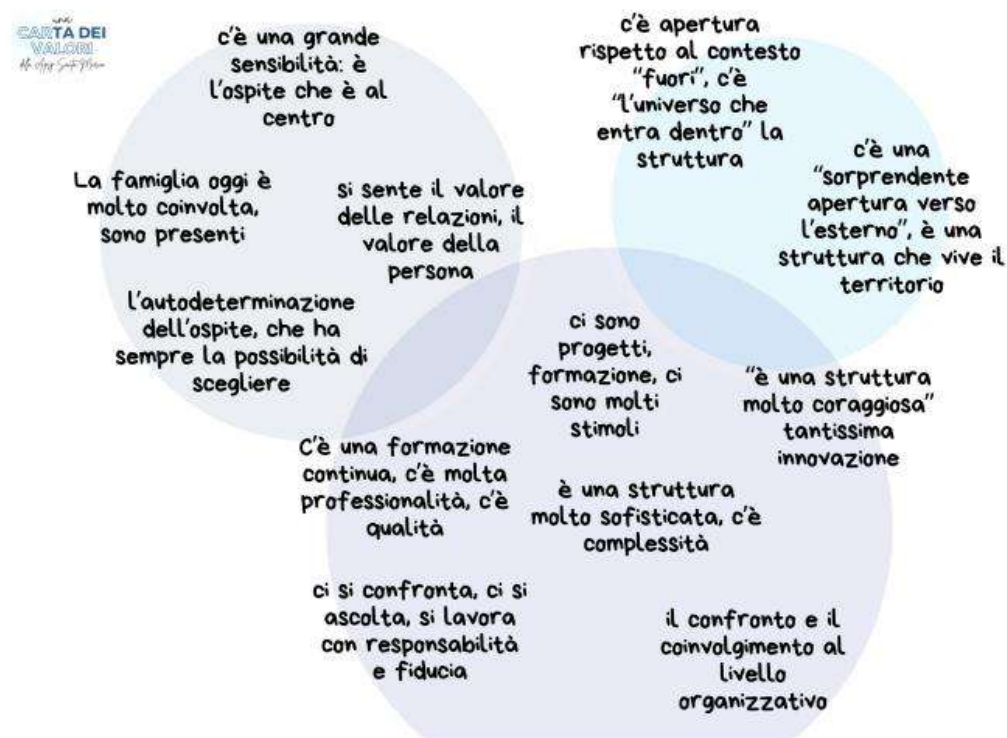 una
CARTA DEI
VALORI
della Apsp Santa Maria
c'è una grande
sensibilità: è
l'ospite che è al
centro
La famiglia oggi è
molto coinvolta,
sono presenti
si sente il valore
delle relazioni, il
valore della
persona
l'autodeterminazione
dell'ospite, che ha
sempre la possibilità di
scegliere
c'è apertura
rispetto al contesto
"fuori", c'è
"l'universo che
entra dentro" la
struttura
c'è una
"sorprendente
apertura verso
l'esterno", è una
struttura che vive il
territorio
ci sono
progetti,
formazione, ci
sono molti
stimoli
"è una struttura
molto coraggiosa"
tantissima
innovazione
C'è una formazione
continua, c'è molta
professionalità, c'è
qualità
è una struttura
molto sofisticata, c'è
complessità
ci si confronta, ci si
ascolta, si lavora
con responsabilità
e fiducia
il confronto e il
coinvolgimento al
livello
organizzativo